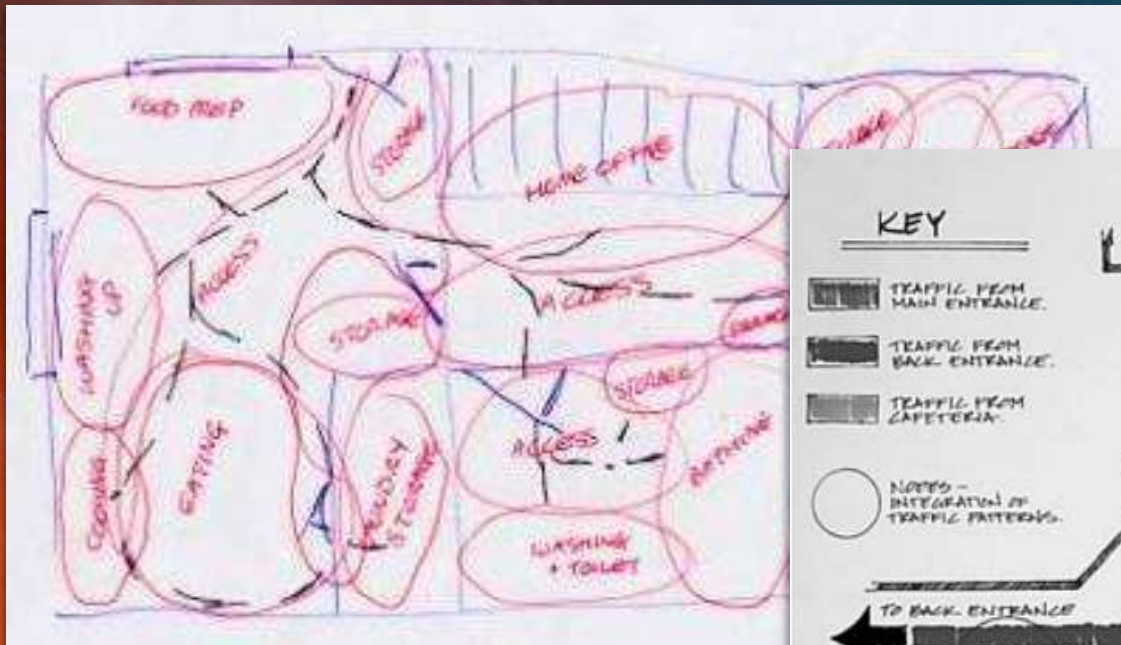 FOOD PREP
STORAGE
HOME OFFICE
STORAGE
WASHING
UP
ACCESS
ACCESS
STORAGE
STORAGE
COOKING
EATING
LAUNDRY
STORAGE
ACCESS
BATHING
WASHING
+ TOILET
KEY
TRAFFIC FROM
MAIN ENTRANCE.
TRAFFIC FROM
BACK ENTRANCE.
TRAFFIC FROM
CAFETERIA.
NOTES -
INTEGRATION OF
TRAFFIC PATTERNS.
TO BACK ENTRANCE